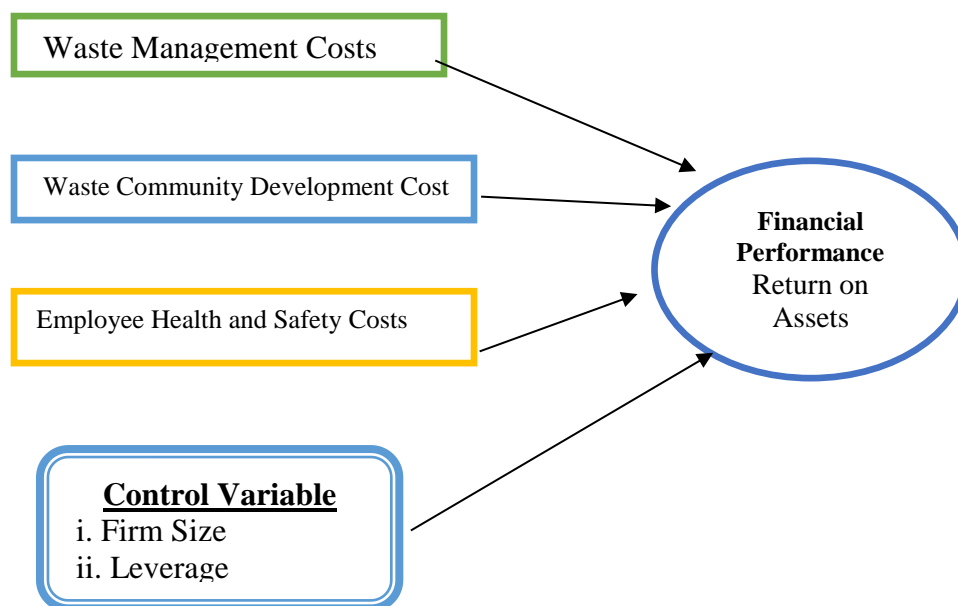 Waste Management Costs
Waste Community Development Cost
Employee Health and Safety Costs
Control Variable
i. Firm Size
ii. Leverage
Financial
Performance
Return on
Assets